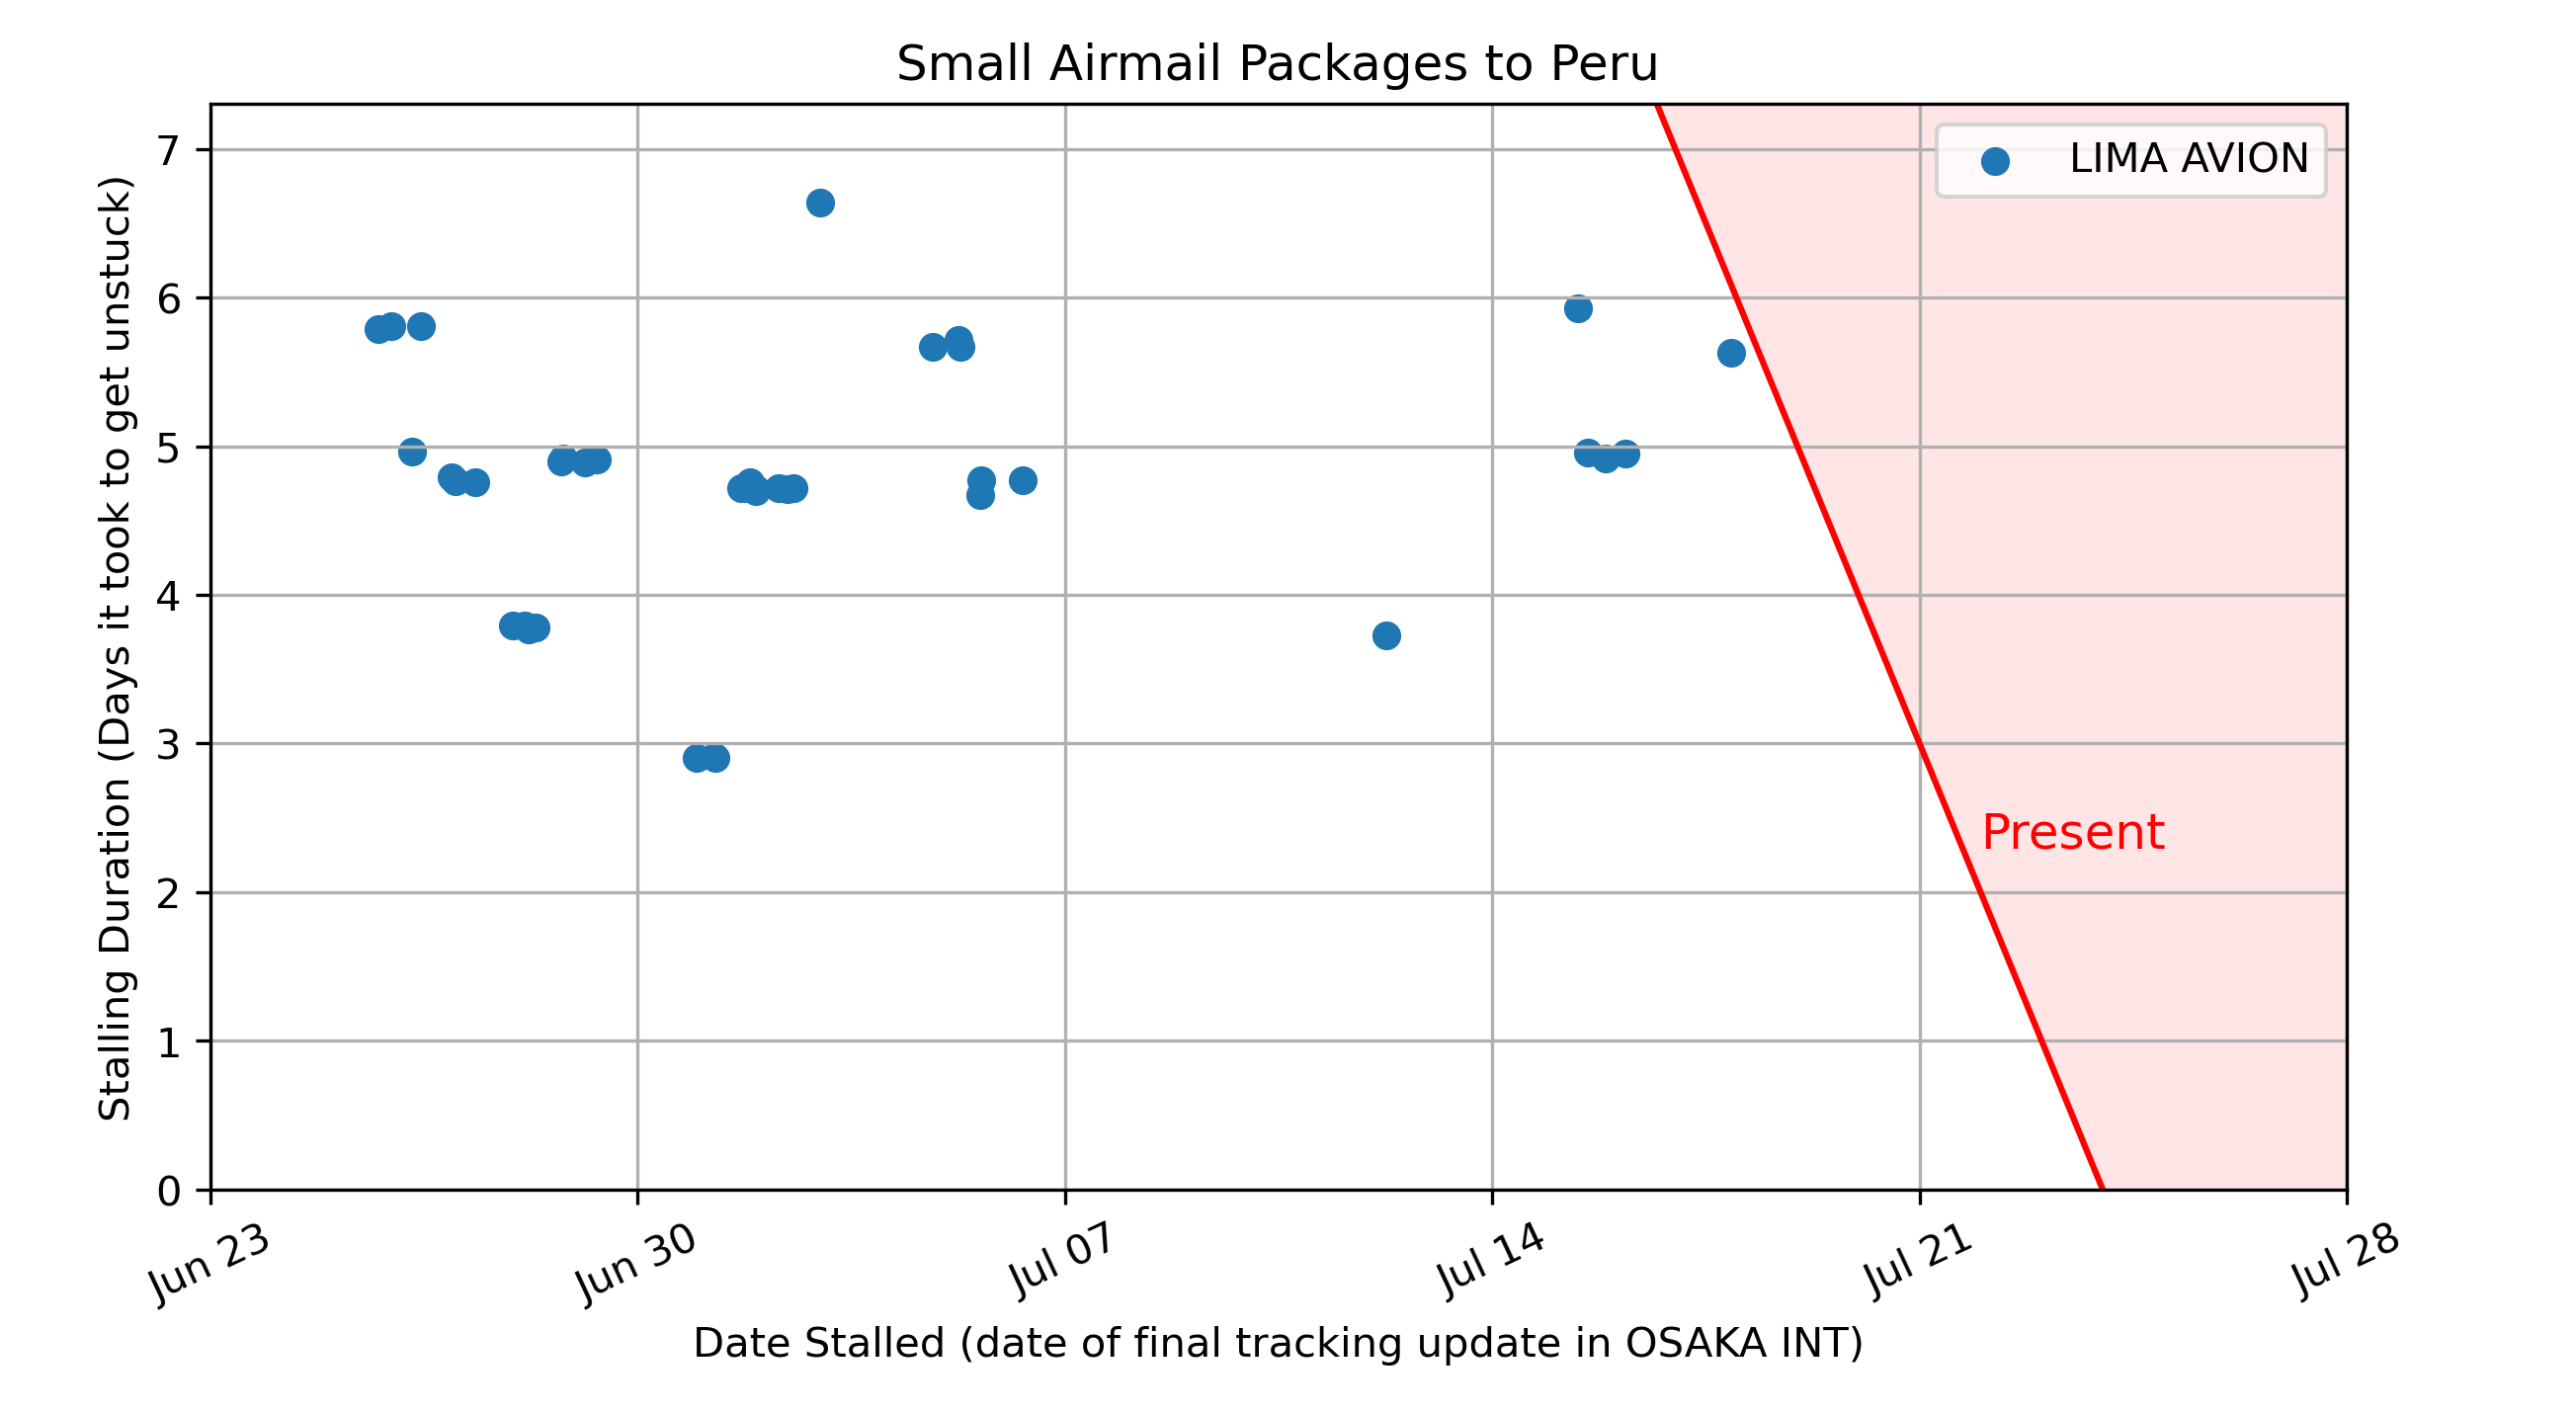 Small Airmail Packages to Peru
LIMA AVION
Stalling Duration (Days it took to get unstuck)
7
6
5
4
3
2
1
0
Present
Jun 23
Jun 30
Jul 07
Jul 14
Jul 21
Jul 28
Date Stalled (date of final tracking update in OSAKA INT)